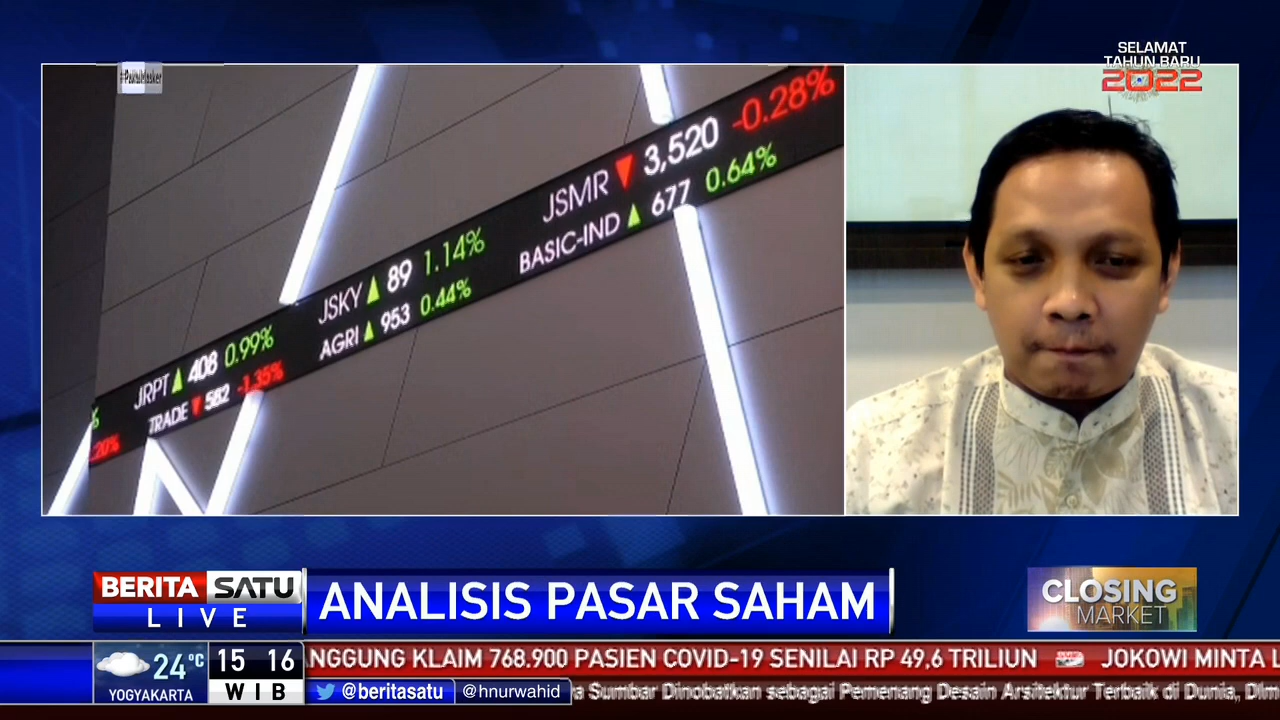 SELAMAT
TAHUN BARU
2022
#PakaiMasker
JSMR ▼ 3,520 -0.28%
BASIC-IND ▲ 677 0.64%
JSKY ▲ 89 1.14%
AGRI ▲ 953 0.44%
JRPT ▲ 408 0.99%
TRADE ▼ 582 -1.35%
%
.20%
BERITA SATU
LIVE
ANALISIS PASAR SAHAM
CLOSING
MARKET
24°C
YOGYAKARTA
15 16
WIB
NGGUNG KLAIM 768.900 PASIEN COVID-19 SENILAI RP 49,6 TRILIUN JOKOWI MINTA L
@beritasatu @hnurwahid
a Sumbar Dinobatkan sebagai Pemenang Desain Arsitektur Terbaik di Dunia, DIm